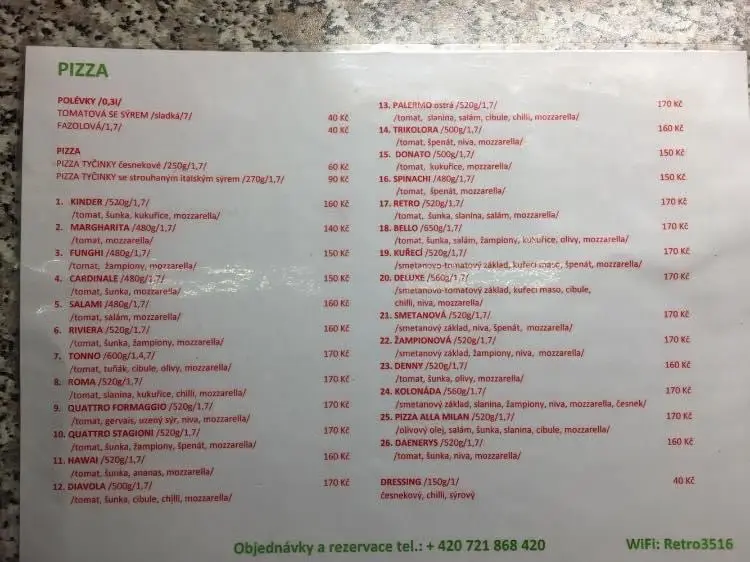 PIZZA
POLÉVKY /0,3l/
TOMATOVÁ SE SÝREM /sladká/7/ 40 Kč
FAZOLOVÁ/1,7/ 40 Kč
PIZZA
PIZZA TYČINKY česnekové /250g/1,7/ 60 Kč
PIZZA TYČINKY se strouhaným italským sýrem /270g/1,7/ 90 Kč
1. KINDER /520g/1,7/ 160 Kč
/tomat, šunka, kukuřice, mozzarella/
2. MARGHARITA /480g/1,7/ 140 Kč
/tomat, mozzarella/
3. FUNGHI /480g/1,7/ 150 Kč
/tomat, žampiony, mozzarella/
4. CARDINALE /480g/1,7/ 150 Kč
/tomat, šunka, mozzarella/
5. SALAMI /480g/1,7/ 160 Kč
/tomat, salám, mozzarella/
6. RIVIERA /520g/1,7/ 160 Kč
/tomat, šunka, žampiony, mozzarella/
7. TONNO /600g/1,4,7/ 170 Kč
/tomat, tuňák, cibule, olivy, mozzarella/
8. ROMA /520g/1,7/ 170 Kč
/tomat, slanina, kukuřice, chilli, mozzarella/
9. QUATTRO FORMAGGIO /520g/1,7/ 170 Kč
/tomat, gervais, uzený sýr, niva, mozzarella/
10. QUATTRO STAGIONI /520g/1,7/ 170 Kč
/tomat, šunka, žampiony, špenát, mozzarella/
11. HAWAI /520g/1,7/ 160 Kč
/tomat, šunka, ananas, mozzarella/
12. DIAVOLA /500g/1,7/ 170 Kč
/tomat, šunka, cibule, chilli, mozzarella/
13. PALERMO ostrá /520g/1,7/ 170 Kč
/tomat, slanina, salám, cibule, chilli, mozzarella/
14. TRIKOLORA /500g/1,7/ 160 Kč
/tomat, špenát, niva, mozzarella/
15. DONATO /500g/1,7/ 150 Kč
/tomat, kukuřice, mozzarella/
16. SPINACHI /480g/1,7/ 150 Kč
/tomat, špenát, mozzarella/
17. RETRO /520g/1,7/ 170 Kč
/tomat, šunka, slanina, salám, mozzarella/
18. BELLO /650g/1,7/ 170 Kč
/tomat, šunka, salám, žampiony, kukuřice, olivy, mozzarella/
19. KUŘECÍ /520g/1,7/ 170 Kč
/smetanovo-tomatový základ, kuřecí maso, špenát, mozzarella/
20. DELUXE /560g/1,7/ 170 Kč
/smetanovo-tomatový základ, kuřecí maso, cibule,
chilli, niva, mozzarella/
21. SMETANOVÁ /520g/1,7/ 170 Kč
/smetanový základ, niva, špenát, mozzarella/
22. ŽAMPIONOVÁ /520g/1,7/ 170 Kč
/smetanový základ, žampiony, niva, mozzarella/
23. DENNY /520g/1,7/ 160 Kč
/tomat, šunka, olivy, mozzarella/
24. KOLONÁDA /560g/1,7/ 170 Kč
/smetanový základ, slanina, žampiony, niva, mozzarella, česnek/
25. PIZZA ALLA MILAN /520g/1,7/ 170 Kč
/olivový olej, salám, šunka, slanina, cibule, mozzarella/
26. DAENERYS /520g/1,7/ 160 Kč
/tomat, šunka, niva, mozzarella/
DRESSING /150g/1/ 40 Kč
česnekový, chilli, sýrový
Objednávky a rezervace tel.: + 420 721 868 420
WiFi: Retro3516